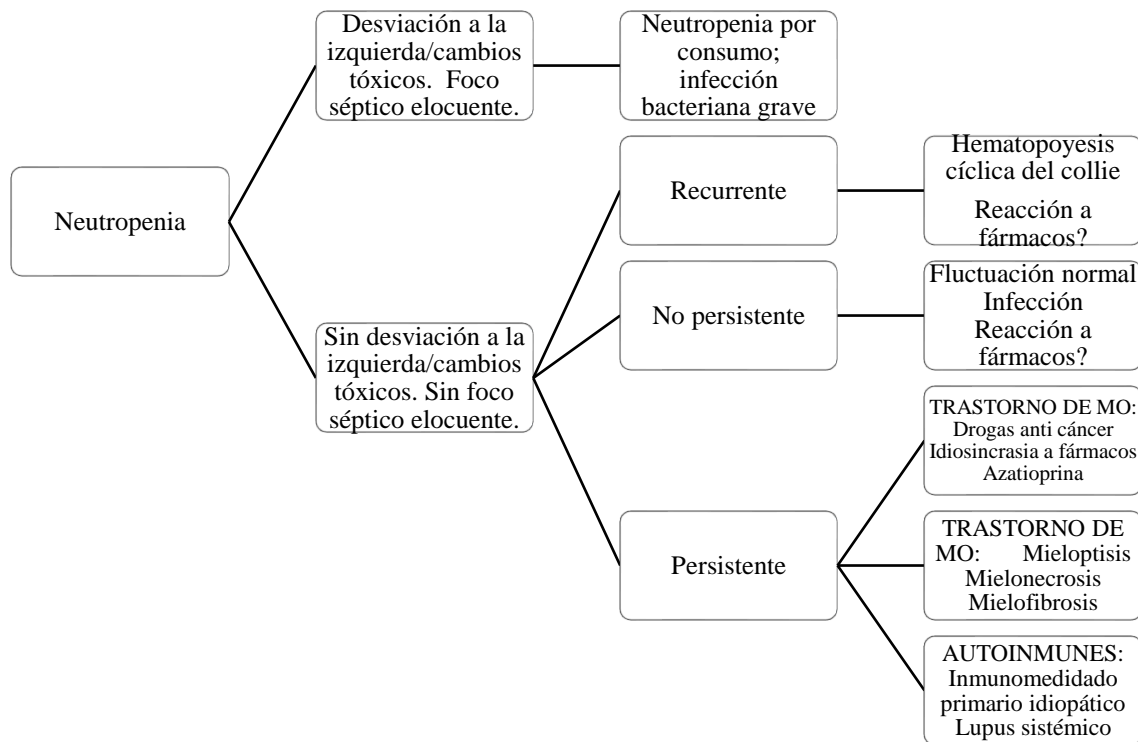 Neutropenia
Desviación a la
izquierda/cambios
tóxicos. Foco
séptico elocuente.
Neutropenia por
consumo;
infección
bacteriana grave
Sin desviación a la
izquierda/cambios
tóxicos. Sin foco
séptico elocuente.
Recurrente
Hematopoyesis
cíclica del collie
Reacción a
fármacos?
No persistente
Fluctuación normal
Infección
Reacción a
fármacos?
Persistente
TRASTORNO DE MO:
Drogas anti cáncer
Idiosincrasia a fármacos
Azatioprina
TRASTORNO DE
MO: Mieloptisis
Mielonecrosis
Mielofibrosis
AUTOINMUNES:
Inmunomedidado
primario idiopático
Lupus sistémico